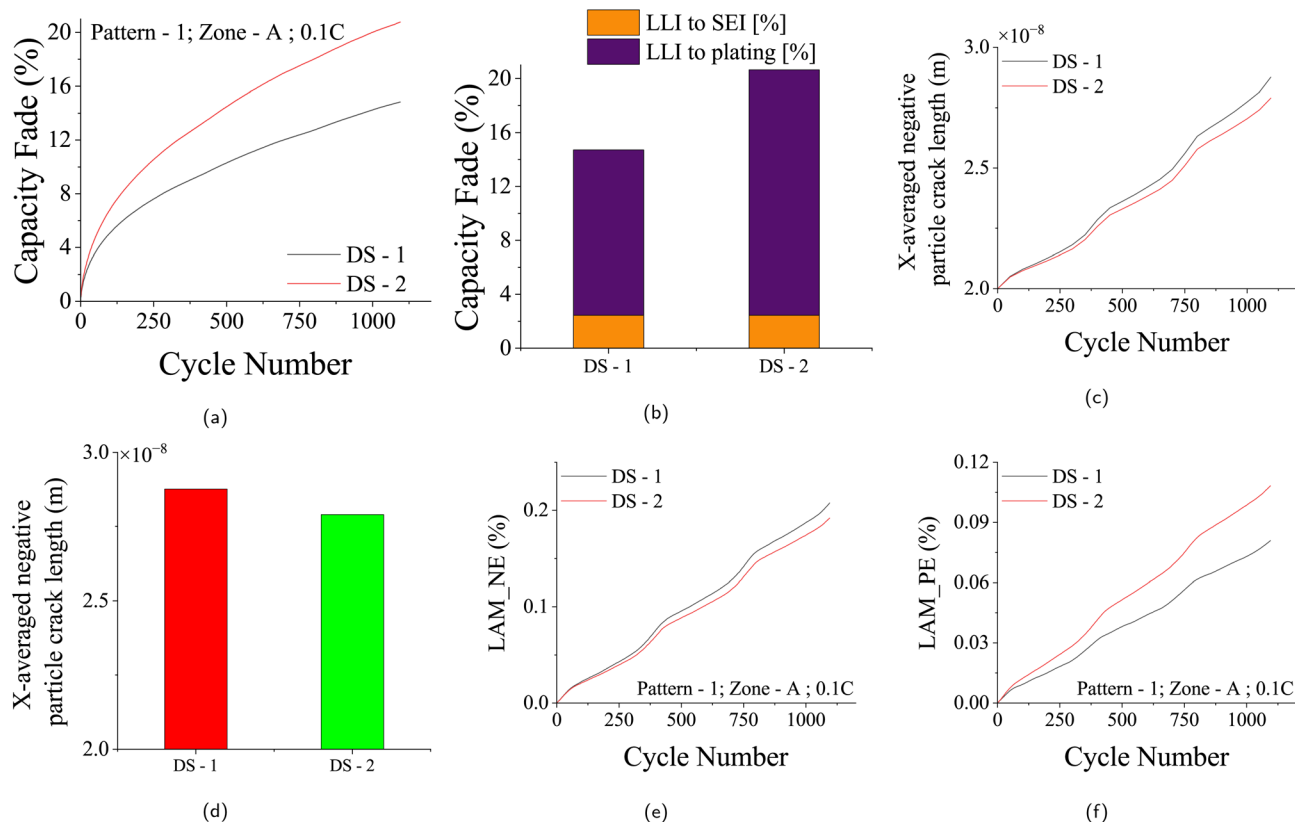 Capacity Fade (%)
20
16
12
8
4
0
Pattern - 1; Zone - A ; 0.1C
DS - 1
DS - 2
0
250
500
750
1000
Cycle Number
(a)
LLI to SEI [%]
LLI to plating [%]
Capacity Fade (%)
20
16
12
8
4
0
DS - 1
DS - 2
(b)
×10⁻⁸
3.0
2.5
2.0
X-averaged negative
particle crack length (m)
DS - 1
DS - 2
0
250
500
750
1000
Cycle Number
(c)
×10⁻⁸
3.0
2.5
2.0
X-averaged negative
particle crack length (m)
DS - 1
DS - 2
(d)
LAM_NE (%)
0.2
0.1
0.0
DS - 1
DS - 2
Pattern - 1; Zone - A ; 0.1C
0
250
500
750
1000
Cycle Number
(e)
LAM_PE (%)
0.12
0.09
0.06
0.03
0.00
DS - 1
DS - 2
Pattern - 1; Zone - A ; 0.1C
0
250
500
750
1000
Cycle Number
(f)